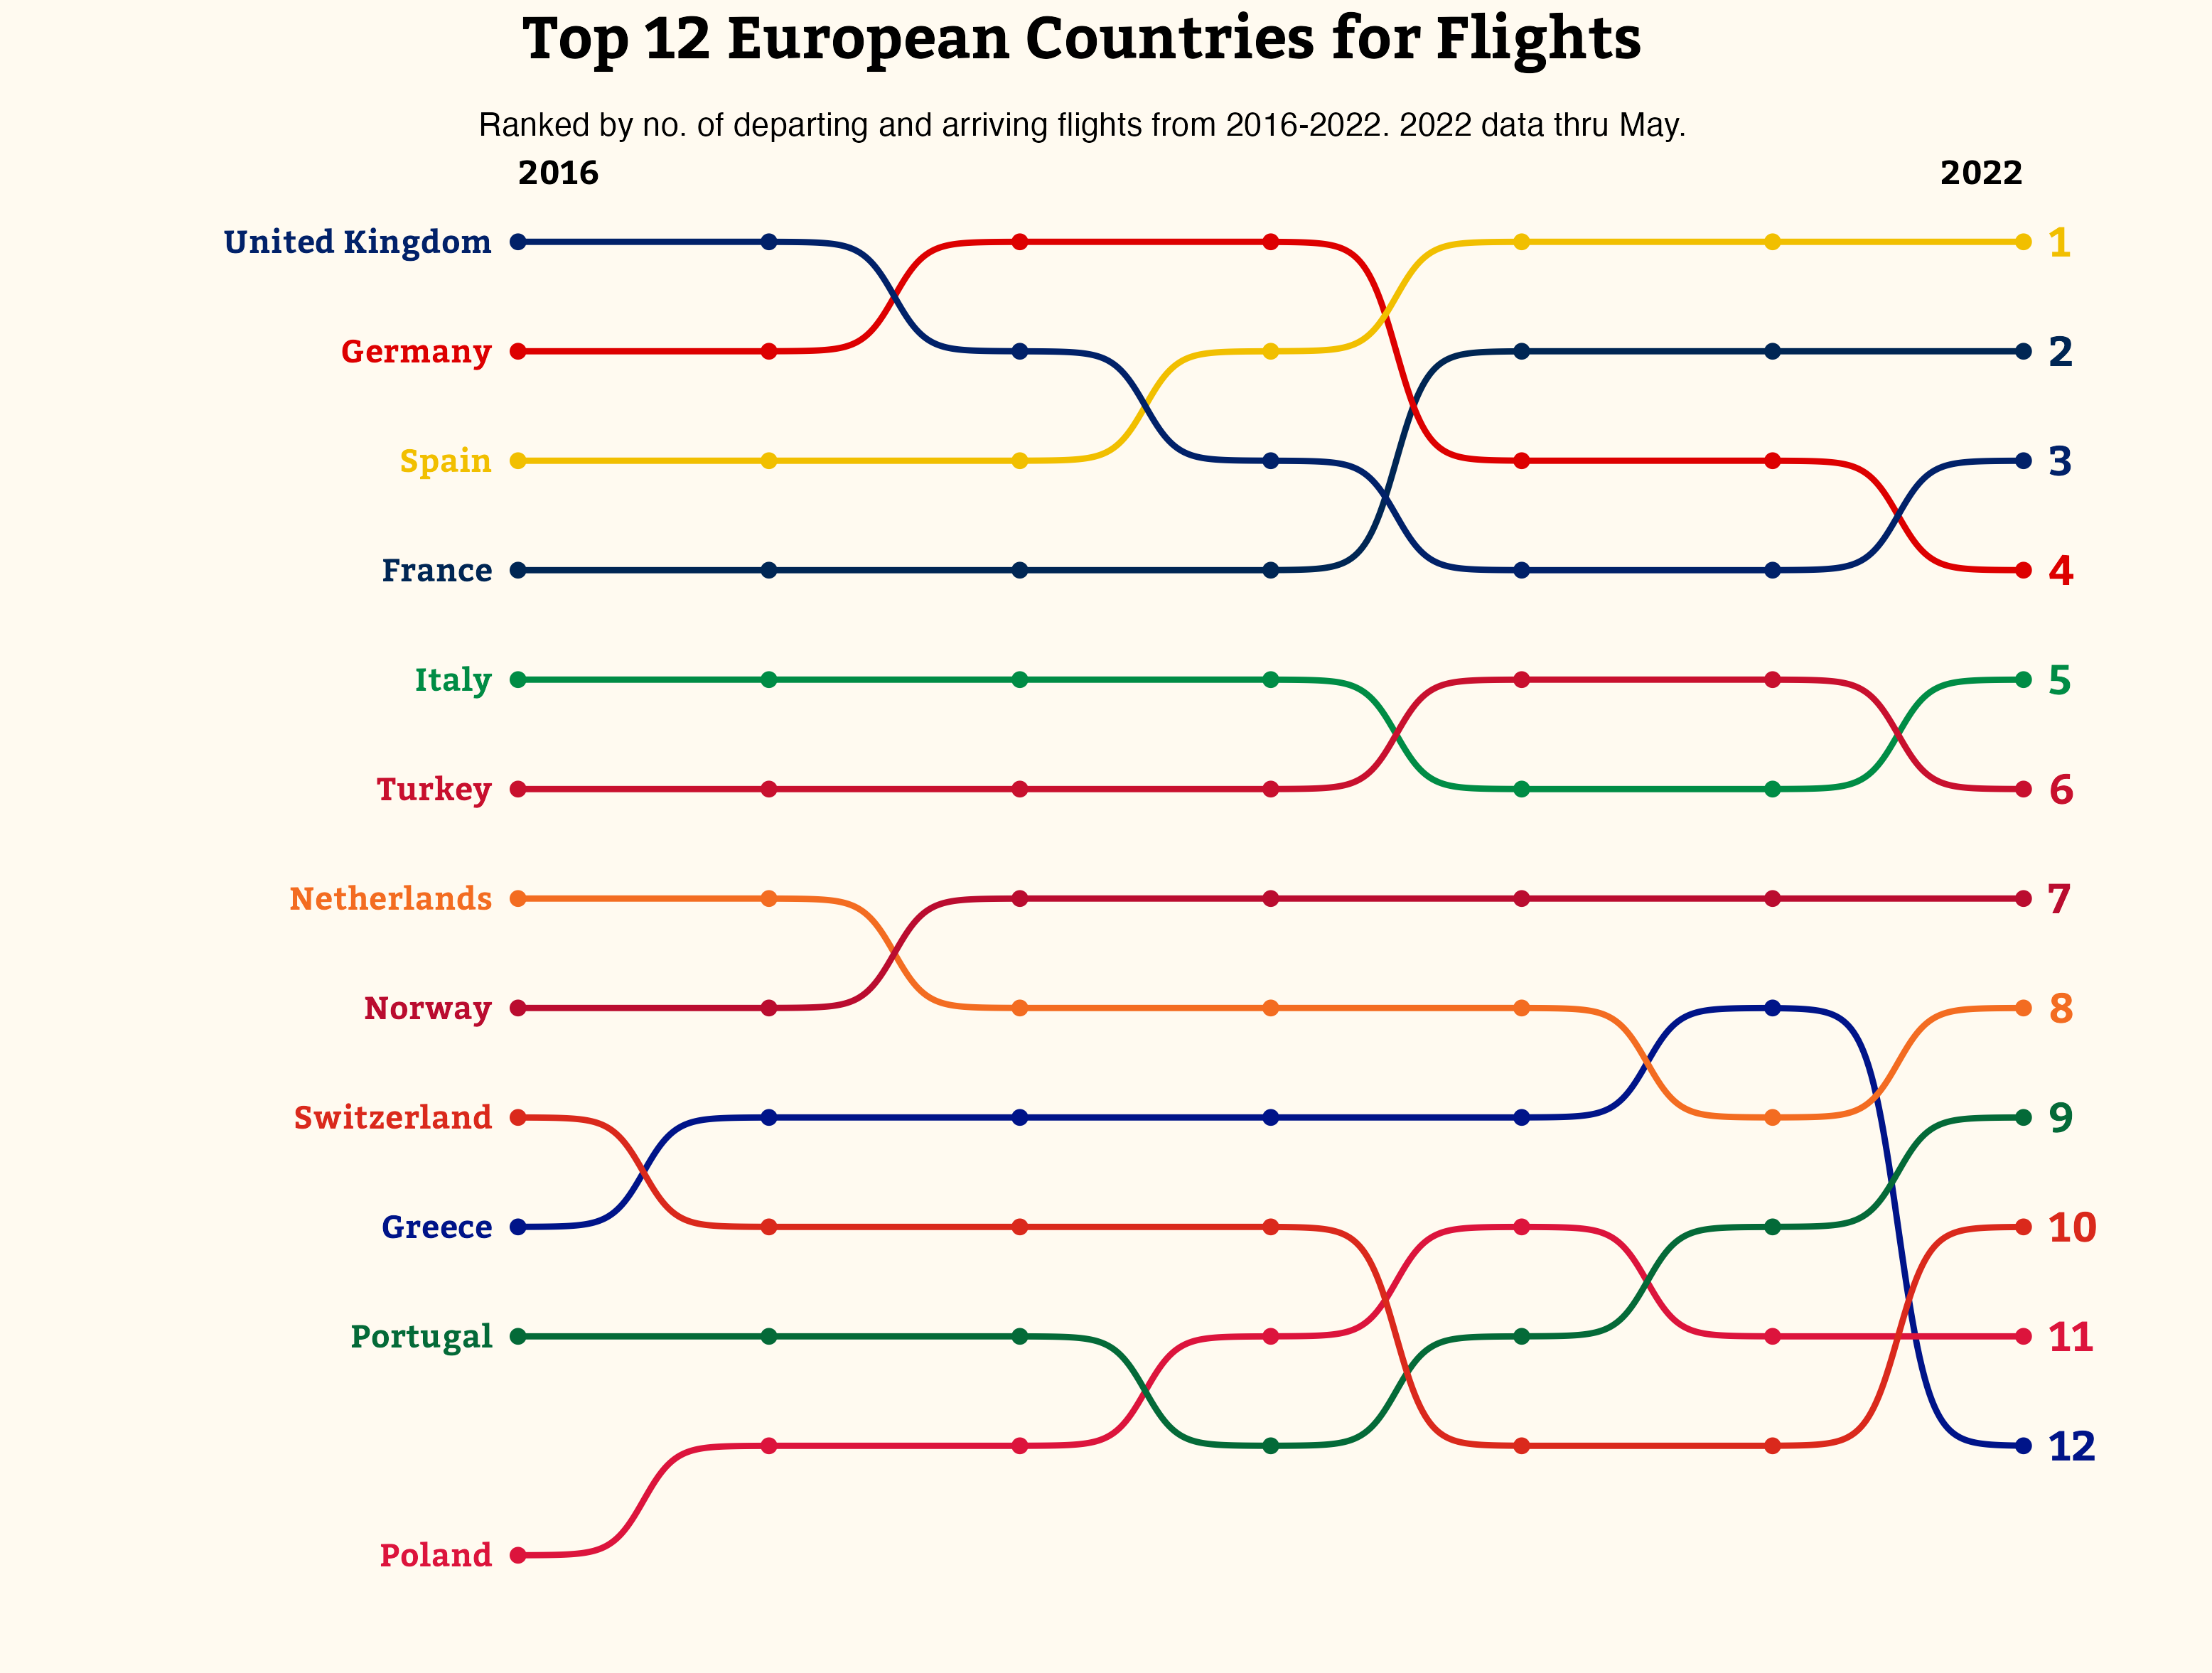 Top 12 European Countries for Flights
Ranked by no. of departing and arriving flights from 2016-2022. 2022 data thru May.
2016 2022
United Kingdom 1
Germany 2
Spain 3
France 4
Italy 5
Turkey 6
Netherlands 7
Norway 8
Switzerland 9
Greece 10
Portugal 11
12
Poland